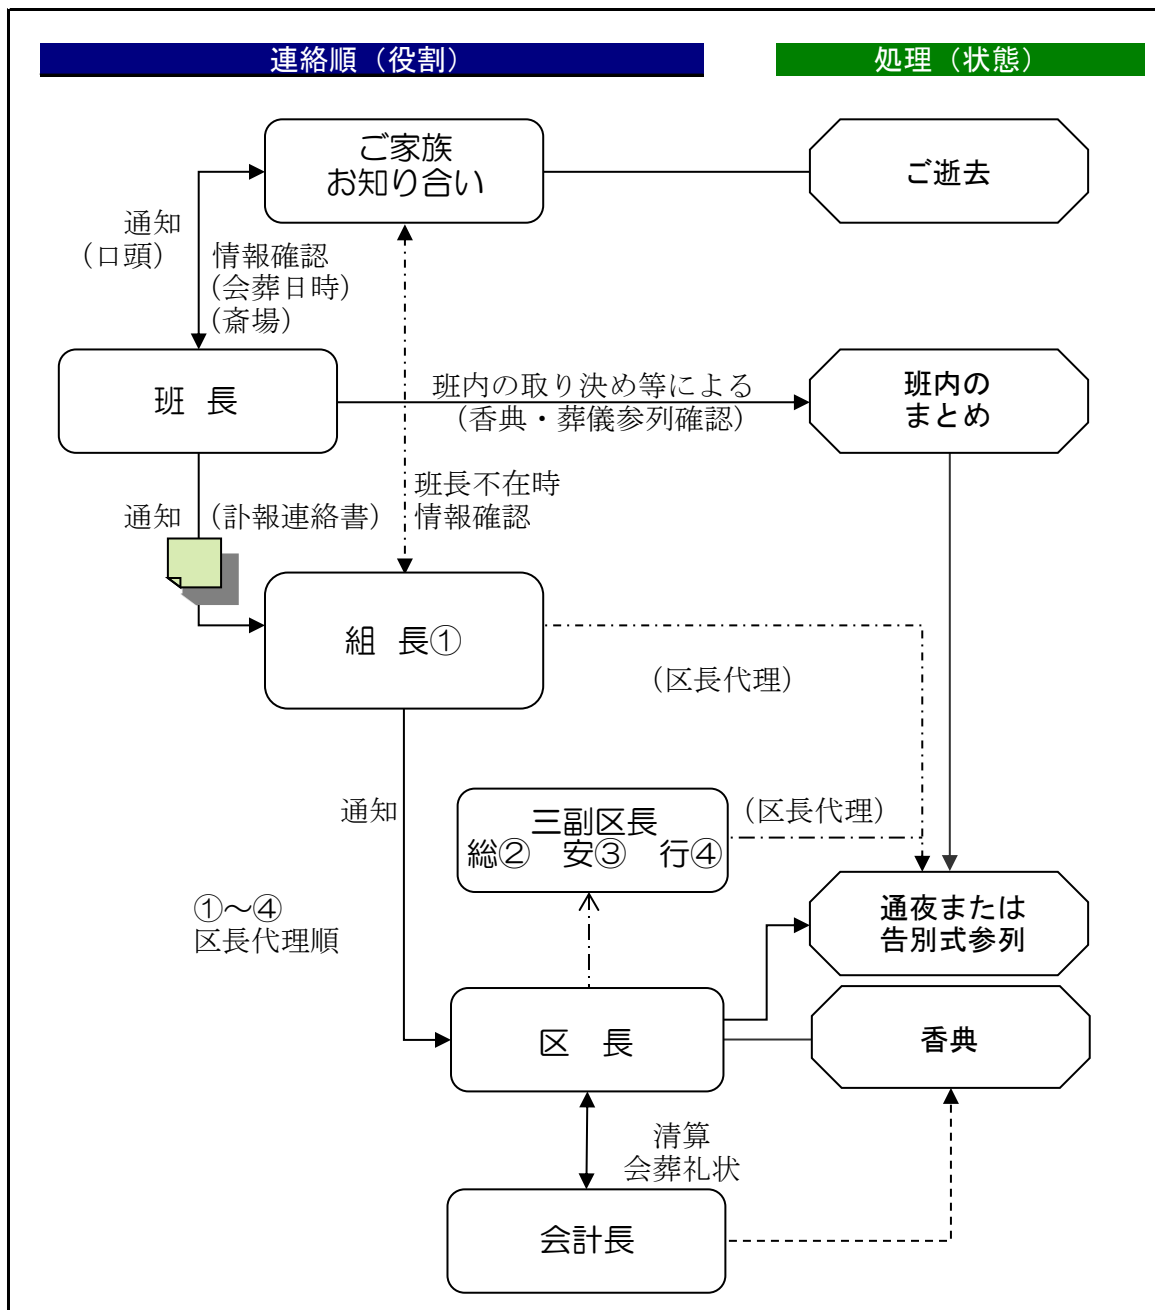 連絡順（役割）
処理（状態）
ご家族
お知り合い
ご逝去
通知
（口頭）
情報確認
（会葬日時）
（斎場）
班 長
班内の取り決め等による
（香典・葬儀参列確認）
班内の
まとめ
班長不在時
情報確認
通知 （訃報連絡書）
組 長①
（区長代理）
通知
三副区長
総② 安③ 行④
（区長代理）
①～④
区長代理順
通夜または
告別式参列
区 長
香典
清算
会葬礼状
会計長